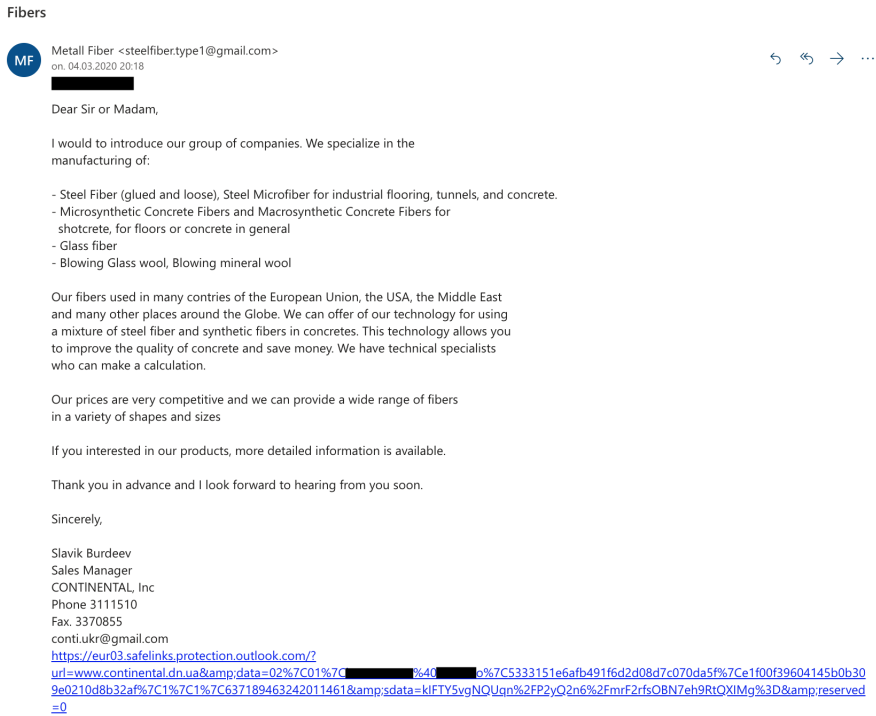 Fibers
MF
Metall Fiber <steelfiber.type1@gmail.com>
on. 04.03.2020 20:18
Dear Sir or Madam,
I would to introduce our group of companies. We specialize in the
manufacturing of:
- Steel Fiber (glued and loose), Steel Microfiber for industrial flooring, tunnels, and concrete.
- Microsynthetic Concrete Fibers and Macrosynthetic Concrete Fibers for
shotcrete, for floors or concrete in general
- Glass fiber
- Blowing Glass wool, Blowing mineral wool
Our fibers used in many contries of the European Union, the USA, the Middle East
and many other places around the Globe. We can offer of our technology for using
a mixture of steel fiber and synthetic fibers in concretes. This technology allows you
to improve the quality of concrete and save money. We have technical specialists
who can make a calculation.
Our prices are very competitive and we can provide a wide range of fibers
in a variety of shapes and sizes
If you interested in our products, more detailed information is available.
Thank you in advance and I look forward to hearing from you soon.
Sincerely,
Slavik Burdeev
Sales Manager
CONTlNENTAL, Inc
Phone 3111510
Fax. 3370855
conti.ukr@gmail.com
https://eur03.safelinks.protection.outlook.com/?
url=www.continental.dn.ua&amp;data=02%7C01%7C %40 o%7C5333151e6afb491f6d2d08d7c070da5f%7Ce1f00f39604145b0b30
9e0210d8b32af%7C1%7C1%7C637189463242011461&amp;sdata=kIFTY5vgNQUqn%2FP2yQ2n6%2FmrF2rfsOBN7eh9RtQXIMg%3D&amp;reserved
=0